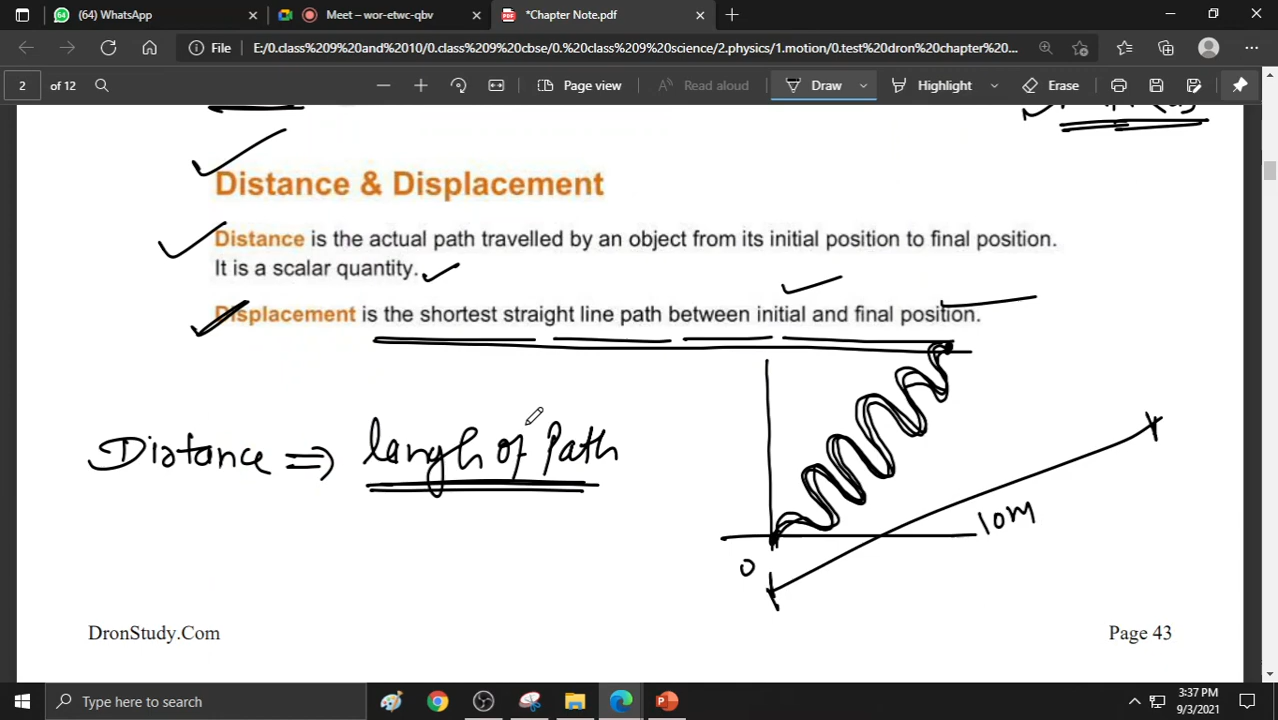 (64) WhatsApp
Meet – wor-etwc-qbv
*Chapter Note.pdf
File
E:/0.class%209%20and%2010/0.class%209%20cbse/0.%20class%209%20science/2.physics/1.motion/0.test%20dron%20chapter%20...
2 of 12
Page view
Read aloud
Draw
Highlight
Erase
Distance & Displacement
Distance is the actual path travelled by an object from its initial position to final position.
It is a scalar quantity.
Displacement is the shortest straight line path between initial and final position.
Distance ⇒ langh of Path
10M
0
DronStudy.Com
Page 43
Type here to search
3:37 PM
9/3/2021